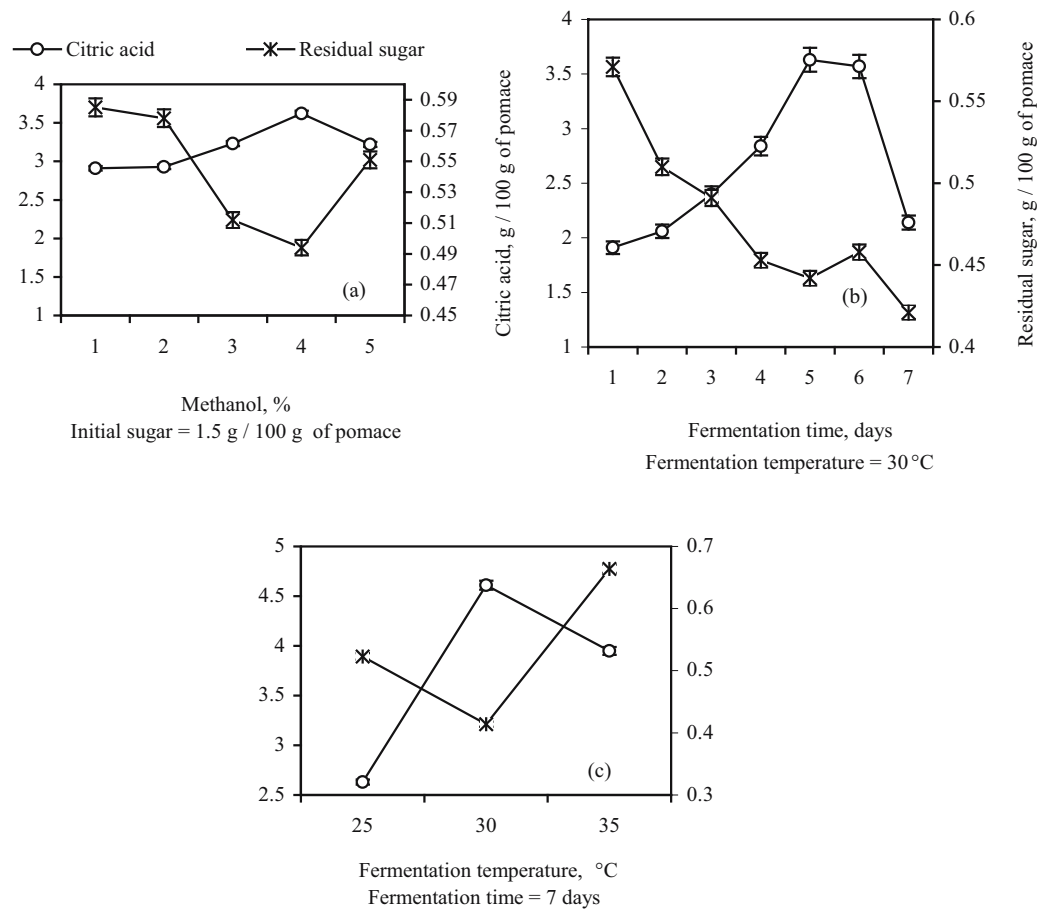 Citric acid
Residual sugar
4
3.5
3
2.5
2
1.5
1
0.59
0.57
0.55
0.53
0.51
0.49
0.47
0.45
(a)
1 2 3 4 5
Methanol, %
Initial sugar = 1.5 g / 100 g of pomace
Citric acid, g / 100 g of pomace
4
3.5
3
2.5
2
1.5
1
0.6
0.55
0.5
0.45
0.4
Residual sugar, g / 100 g of pomace
(b)
1 2 3 4 5 6 7
Fermentation time, days
Fermentation temperature = 30 °C
5
4.5
4
3.5
3
2.5
0.7
0.6
0.5
0.4
0.3
(c)
25 30 35
Fermentation temperature, °C
Fermentation time = 7 days